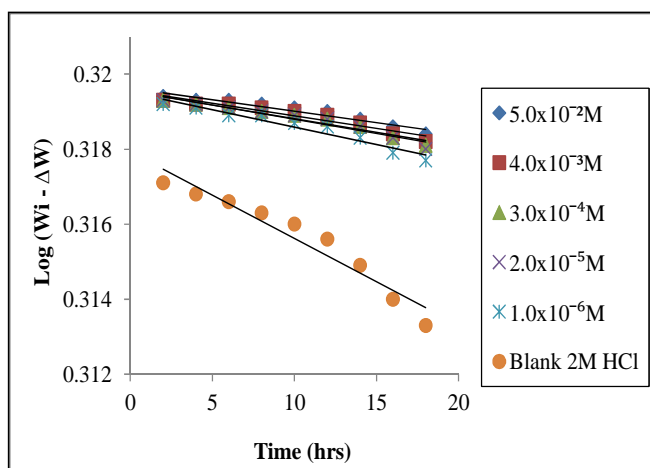 Log (Wi - ΔW)
0.32
0.318
0.316
0.314
0.312
0
5
10
15
20
Time (hrs)
5.0x10⁻²M
4.0x10⁻³M
3.0x10⁻⁴M
2.0x10⁻⁵M
1.0x10⁻⁶M
Blank 2M HCl